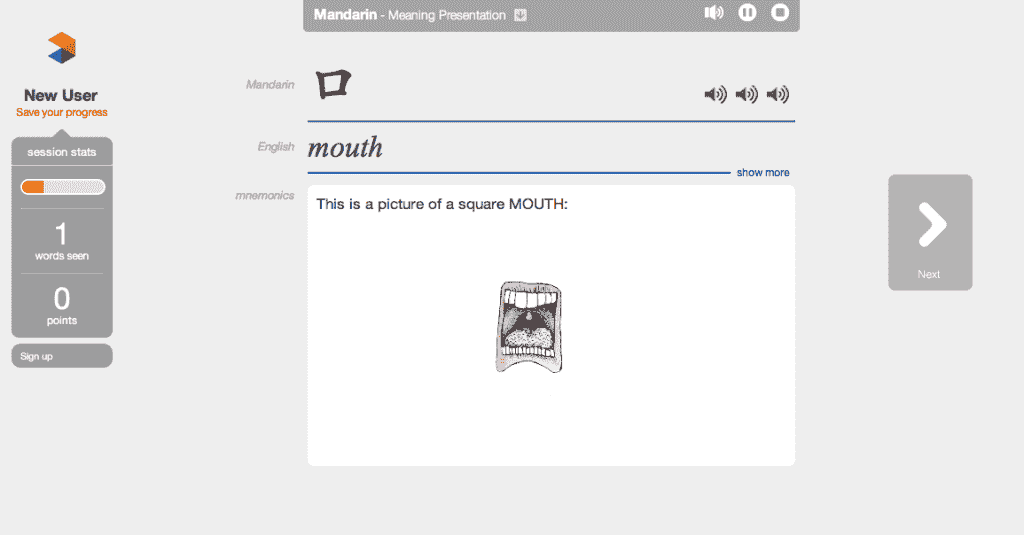 Mandarin - Meaning Presentation
New User
Save your progress
session stats
1
words seen
0
points
Sign up
Mandarin
口
English
mouth
show more
mnemonics
This is a picture of a square MOUTH:
Next